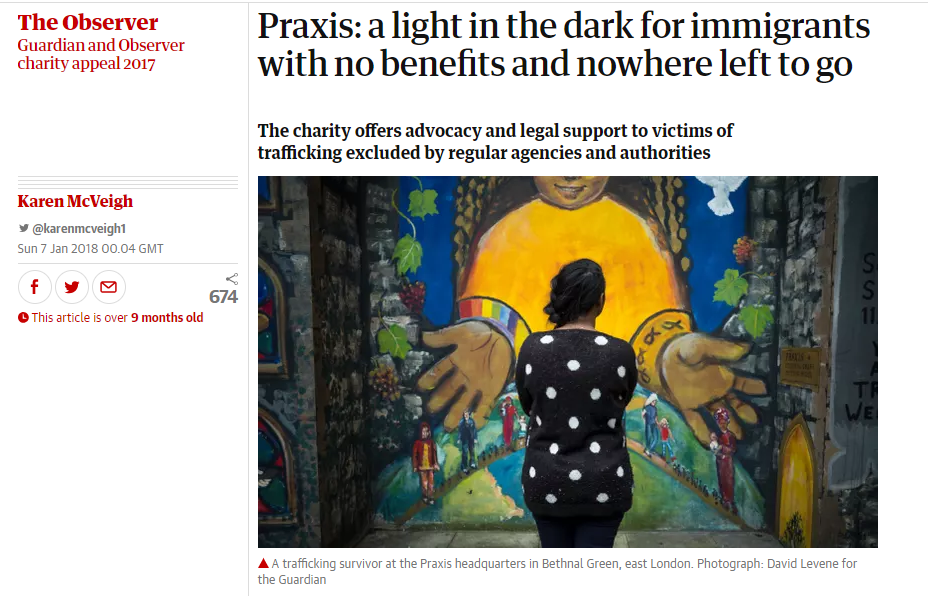 The Observer
Guardian and Observer
charity appeal 2017
Praxis: a light in the dark for immigrants
with no benefits and nowhere left to go
The charity offers advocacy and legal support to victims of
trafficking excluded by regular agencies and authorities
Karen McVeigh
@karenmcveigh1
Sun 7 Jan 2018 00.04 GMT
674
This article is over 9 months old
A trafficking survivor at the Praxis headquarters in Bethnal Green, east London. Photograph: David Levene for
the Guardian